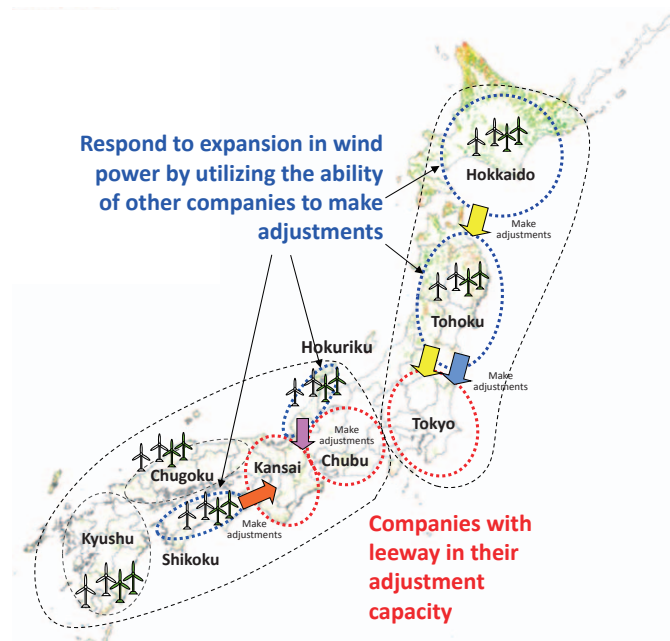 Respond to expansion in wind
power by utilizing the ability
of other companies to make
adjustments
Hokkaido
Make
adjustments
Tohoku
Make
adjustments
Tokyo
Hokuriku
Make
adjustments
Chubu
Kansai
Chugoku
Make
adjustments
Shikoku
Kyushu
Companies with
leeway in their
adjustment
capacity